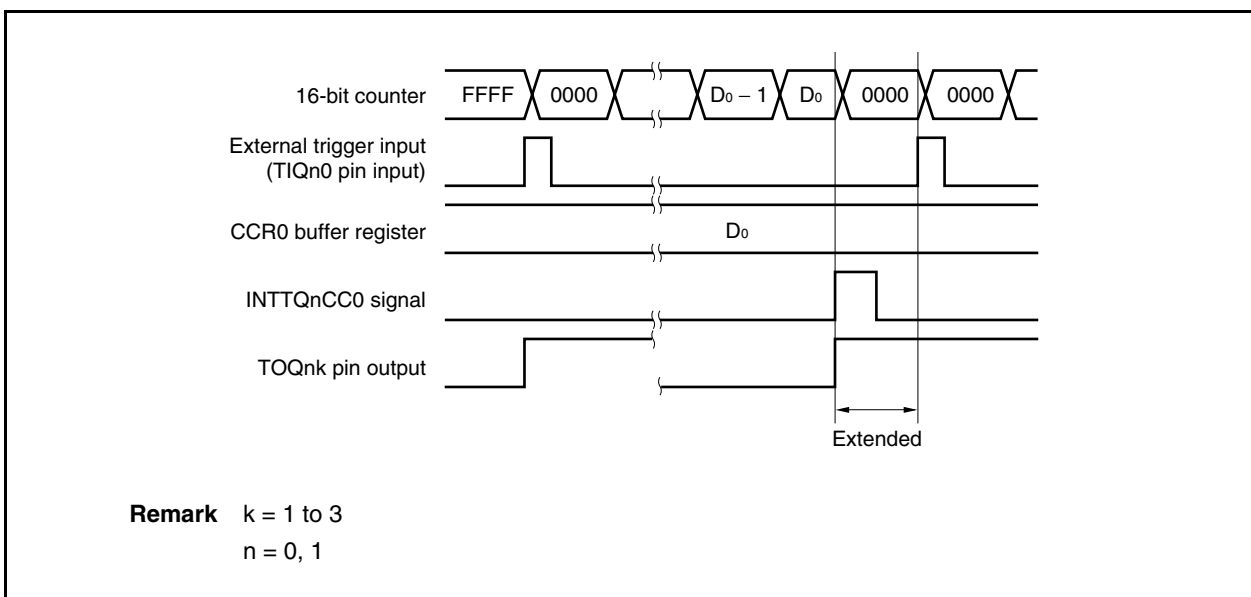 16-bit counter
FFFF 0000 D0 − 1 D0 0000 0000
External trigger input
(TIQn0 pin input)
CCR0 buffer register
D0
INTTQnCC0 signal
TOQnk pin output
Extended
Remark k = 1 to 3
n = 0, 1